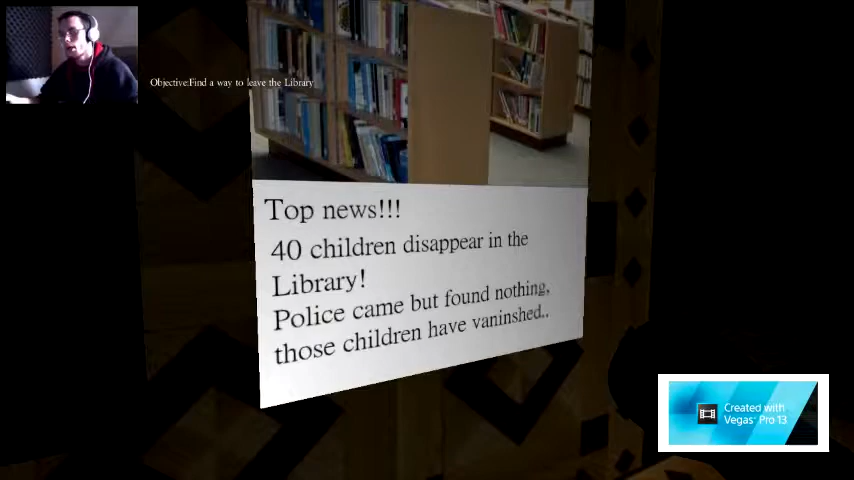 Objective:Find a way to leave the Library
Top news!!!
40 children disappear in the
Library!
Police came but found nothing,
those children have vaninshed..
Created with
Vegas® Pro 13